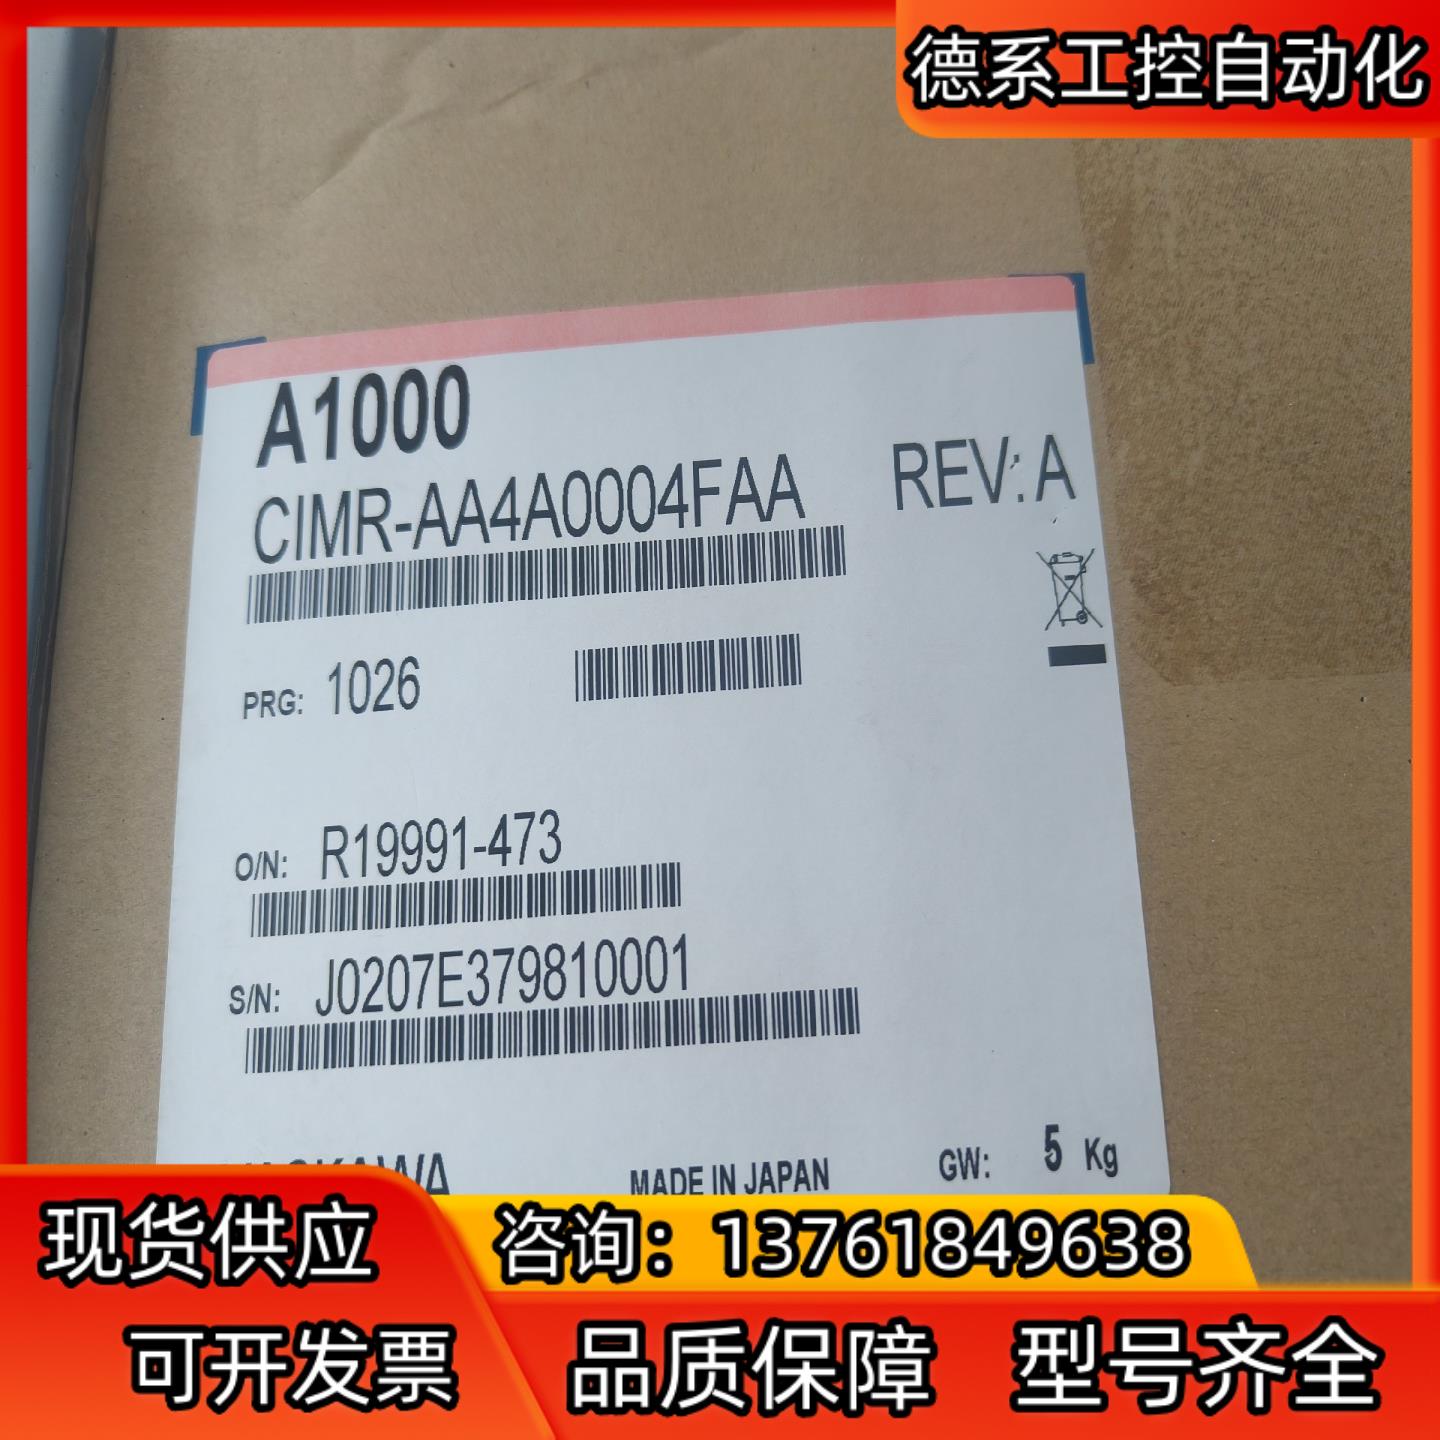 德系工控自动化
A1000
CIMR-AA4A0004FAA
REV: A
PRG: 1026
O/N: R19991-473
S/N: J0207E379810001
YASKAWA
MADE IN JAPAN
GW: 5 Kg
现货供应
咨询：13761849638
可开发票
品质保障
型号齐全